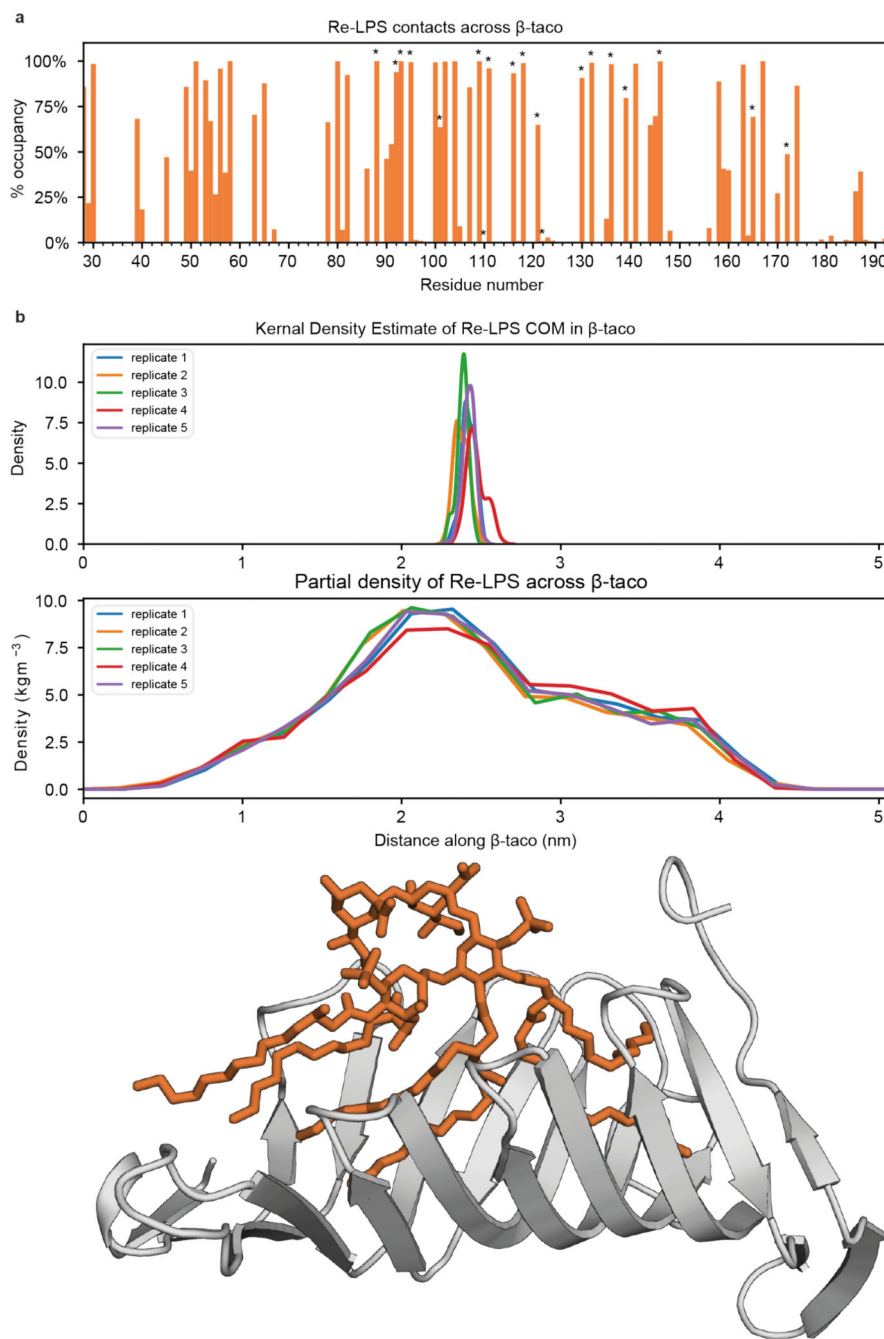 a
Re-LPS contacts across β-taco
100%
75%
50%
25%
0%
% occupancy
* * * * * * * * * * * * * * * * * * *
30 40 50 60 70 80 90 100 110 120 130 140 150 160 170 180 190
Residue number
b
Kernal Density Estimate of Re-LPS COM in β-taco
replicate 1
replicate 2
replicate 3
replicate 4
replicate 5
10.0
7.5
5.0
2.5
0.0
Density
0 1 2 3 4 5
Partial density of Re-LPS across β-taco
replicate 1
replicate 2
replicate 3
replicate 4
replicate 5
10.0
7.5
5.0
2.5
0.0
Density (kgm⁻³)
0 1 2 3 4 5
Distance along β-taco (nm)